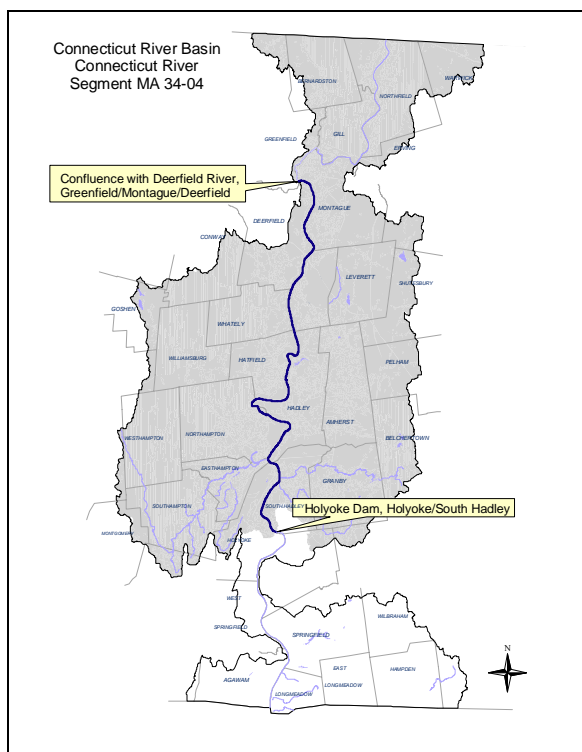 Connecticut River Basin
Connecticut River
Segment MA 34-04
BERNARDSTON
WARWICK
NORTHFIELD
GILL
GREENFIELD
ERVING
Confluence with Deerfield River,
Greenfield/Montague/Deerfield
MONTAGUE
DEERFIELD
CONWAY
LEVERETT
SHUTESBURY
GOSHEN
WHATELY
WILLIAMSBURG
HATFIELD
PELHAM
HADLEY
AMHERST
WESTHAMPTON
NORTHAMPTON
BELCHERTOWN
EASTHAMPTON
GRANBY
SOUTHAMPTON
SOUTH HADLEY
Holyoke Dam, Holyoke/South Hadley
MONTGOMERY
HOLYOKE
WEST
SPRINGFIELD
WILBRAHAM
SPRINGFIELD
EAST
LONGMEADOW
HAMPDEN
AGAWAM
LONGMEADOW
N